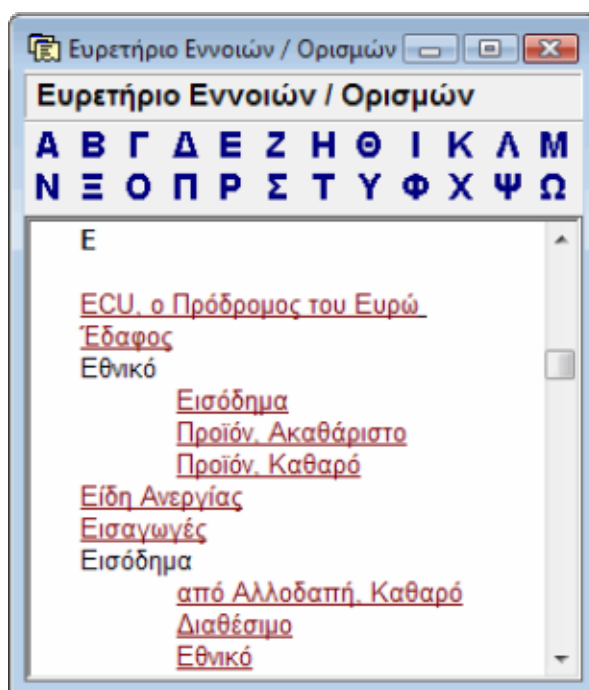 Ευρετήριο Εννοιών / Ορισμών
Ευρετήριο Εννοιών / Ορισμών
Α Β Γ Δ Ε Ζ Η Θ Ι Κ Λ Μ
Ν Ξ Ο Π Ρ Σ Τ Υ Φ Χ Ψ Ω
Ε
ECU, ο Πρόδρομος του Ευρώ
Έδαφος
Εθνικό
Εισόδημα
Προϊόν, Ακαθάριστο
Προϊόν, Καθαρό
Είδη Ανεργίας
Εισαγωγές
Εισόδημα
από Αλλοδαπή, Καθαρό
Διαθέσιμο
Εθνικό